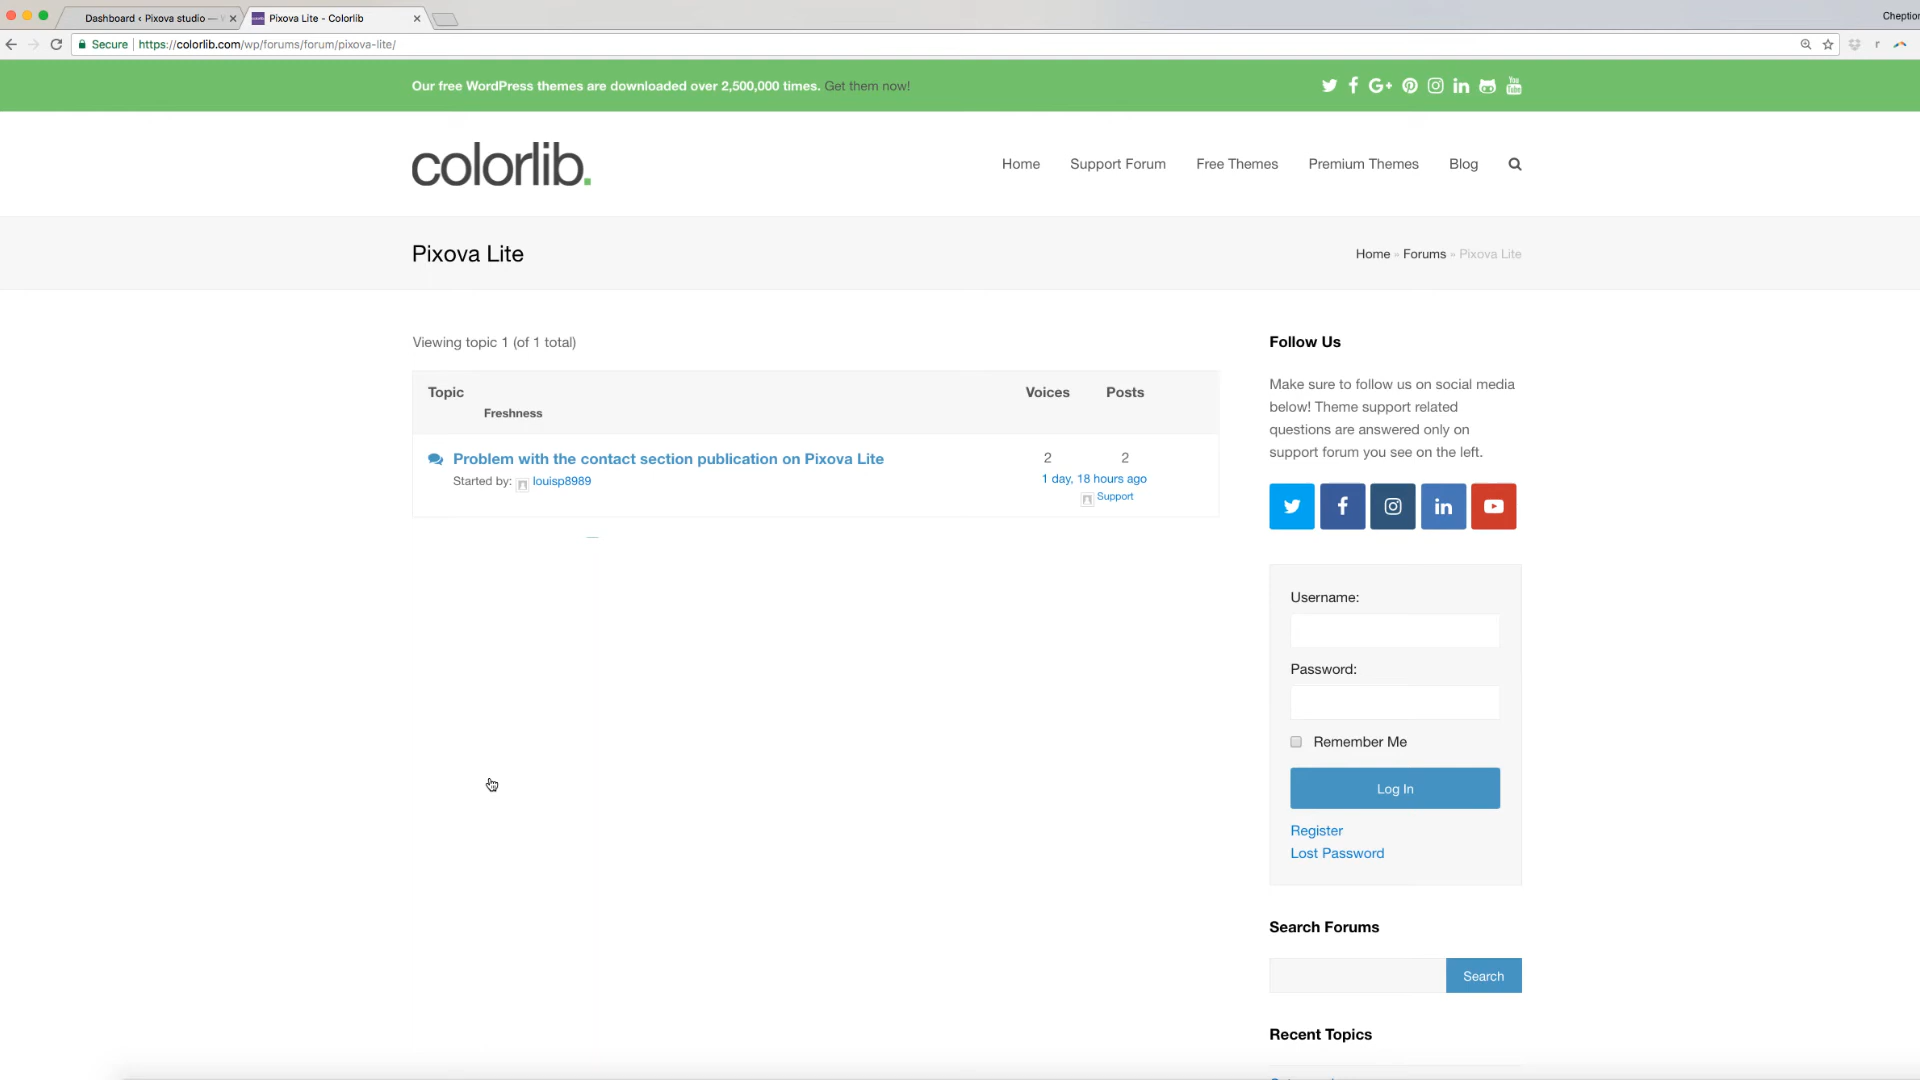 Dashboard ‹ Pixova studio —
Pixova Lite - Colorlib
Cheption
Secure
https://colorlib.com/wp/forums/forum/pixova-lite/
Our free WordPress themes are downloaded over 2,500,000 times. Get them now!
colorlib.
Home
Support Forum
Free Themes
Premium Themes
Blog
Pixova Lite
Home » Forums » Pixova Lite
Viewing topic 1 (of 1 total)
Topic
Voices
Posts
Freshness
Problem with the contact section publication on Pixova Lite
2
2
Started by: louisp8989
1 day, 18 hours ago
Support
Follow Us
Make sure to follow us on social media
below! Theme support related
questions are answered only on
support forum you see on the left.
Username:
Password:
Remember Me
Log In
Register
Lost Password
Search Forums
Search
Recent Topics